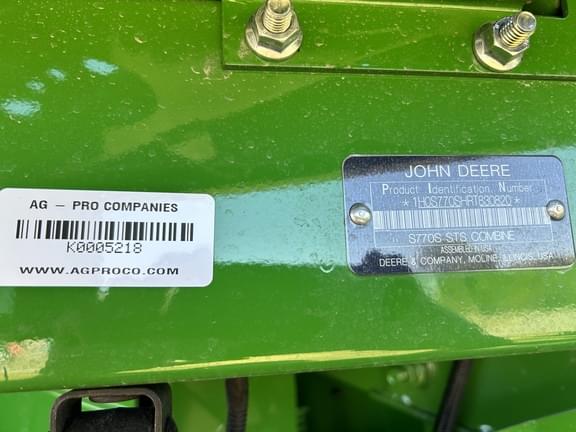 AG - PRO COMPANIES
K0005218
WWW.AGPROCO.COM
JOHN DEERE
Product Identification Number
*1H0S770SHRT830820*
S770S STS COMBINE
ASSEMBLED IN USA
DEERE & COMPANY, MOLINE, ILLINOIS, USA